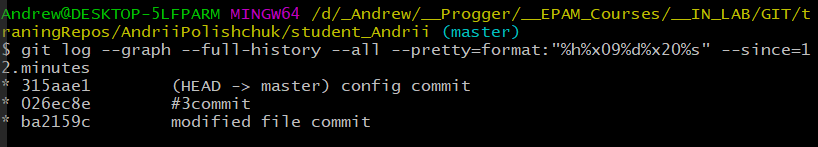 Andrew@DESKTOP-5LFPARM MINGW64 /d/_Andrew/__Progger/__EPAM_Courses/__IN_LAB/GIT/t
raningRepos/AndriiPolishchuk/student_Andrii (master)
$ git log --graph --full-history --all --pretty=format:"%h%x09%d%x20%s" --since=1
2.minutes
* 315aae1 (HEAD -> master) config commit
* 026ec8e #3commit
* ba2159c modified file commit